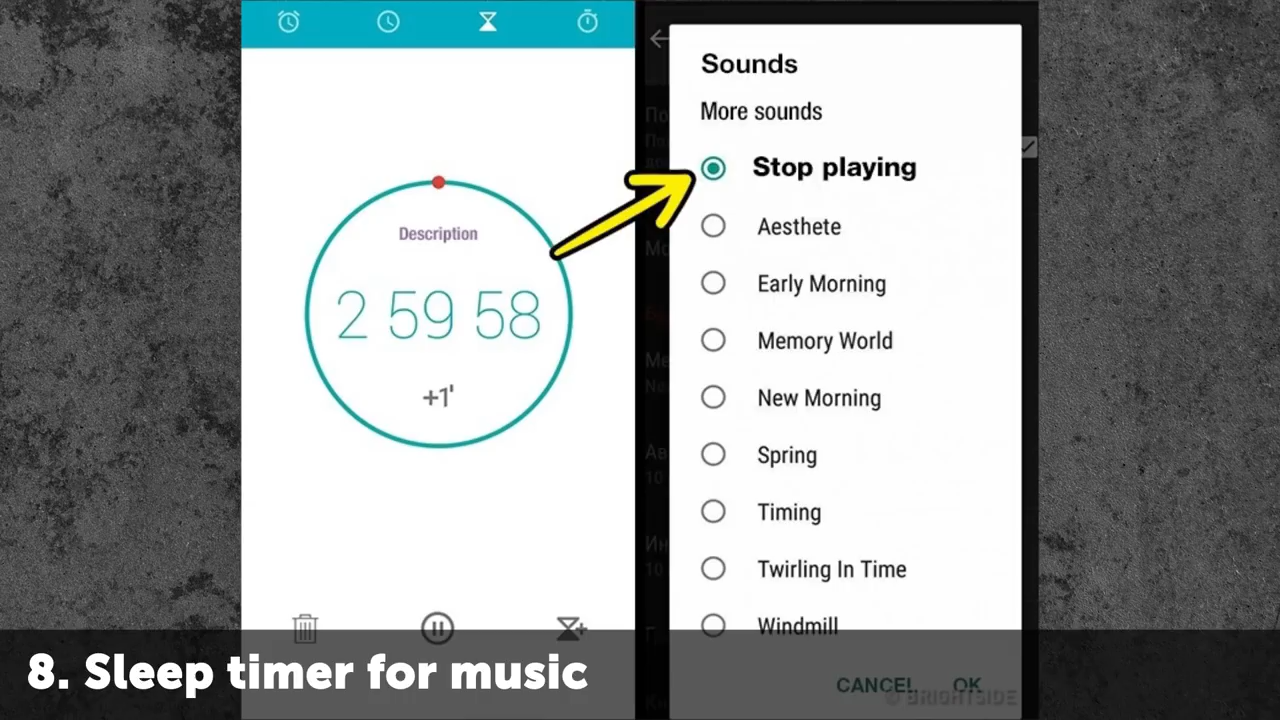 Description
2 59 58
+1'
Sounds
More sounds
Stop playing
Aesthete
Early Morning
Memory World
New Morning
Spring
Timing
Twirling In Time
Windmill
CANCEL OK
8. Sleep timer for music
© BRIGHTSIDE